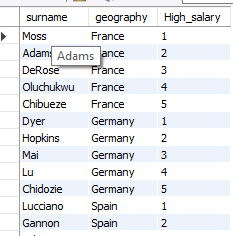 surname geography High_salary
Moss France 1
Adams France 2
Adams
DeRose France 3
Oluchukwu France 4
Chibueze France 5
Dyer Germany 1
Hopkins Germany 2
Mai Germany 3
Lu Germany 4
Chidozie Germany 5
Lucciano Spain 1
Gannon Spain 2